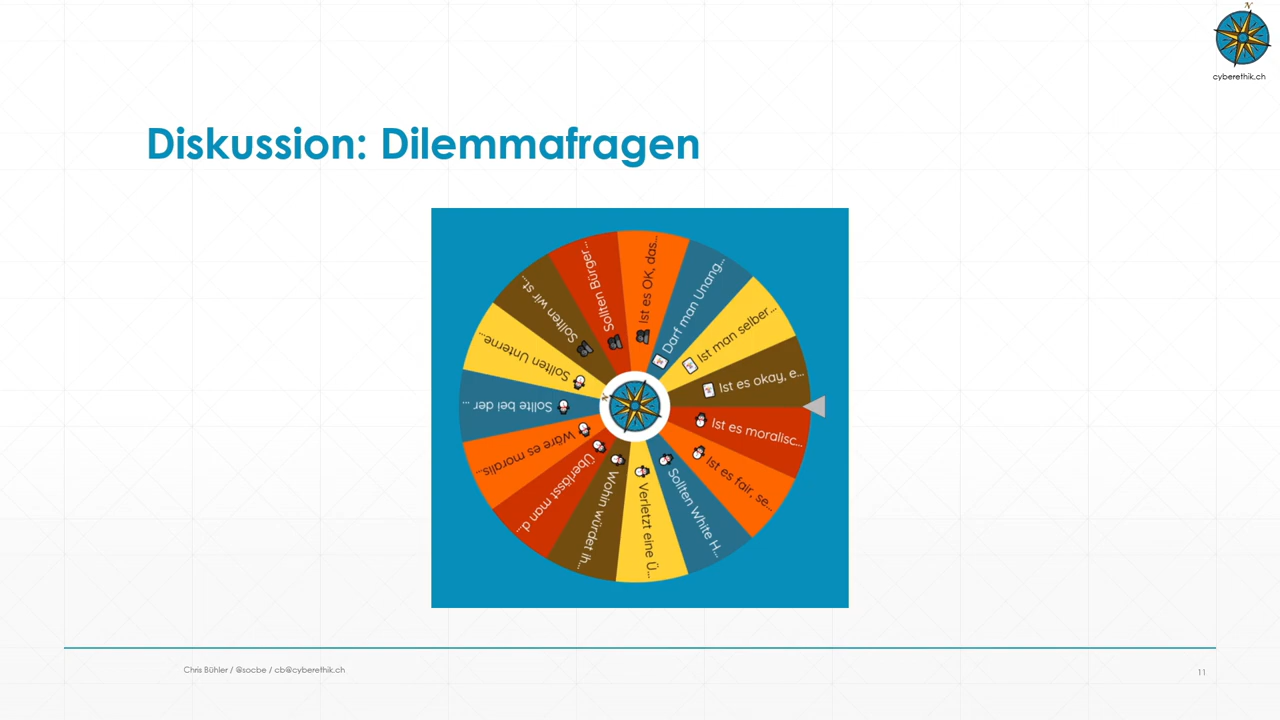 N
cyberethik.ch
Diskussion: Dilemmafragen
Ist es OK, das...
Darf man Unang...
Ist man selber...
Ist es okay, e...
Ist es moralisc...
Ist es fair, se...
Sollten White H...
Verletzt eine Ü...
Wohin würdet ih...
Überlässt man d...
Wäre es moralis...
Sollte bei der ...
Sollten Unterne...
Sollten wir st...
Sollten Bürger...
N
Chris Bühler / @socbe / cb@cyberethik.ch
11